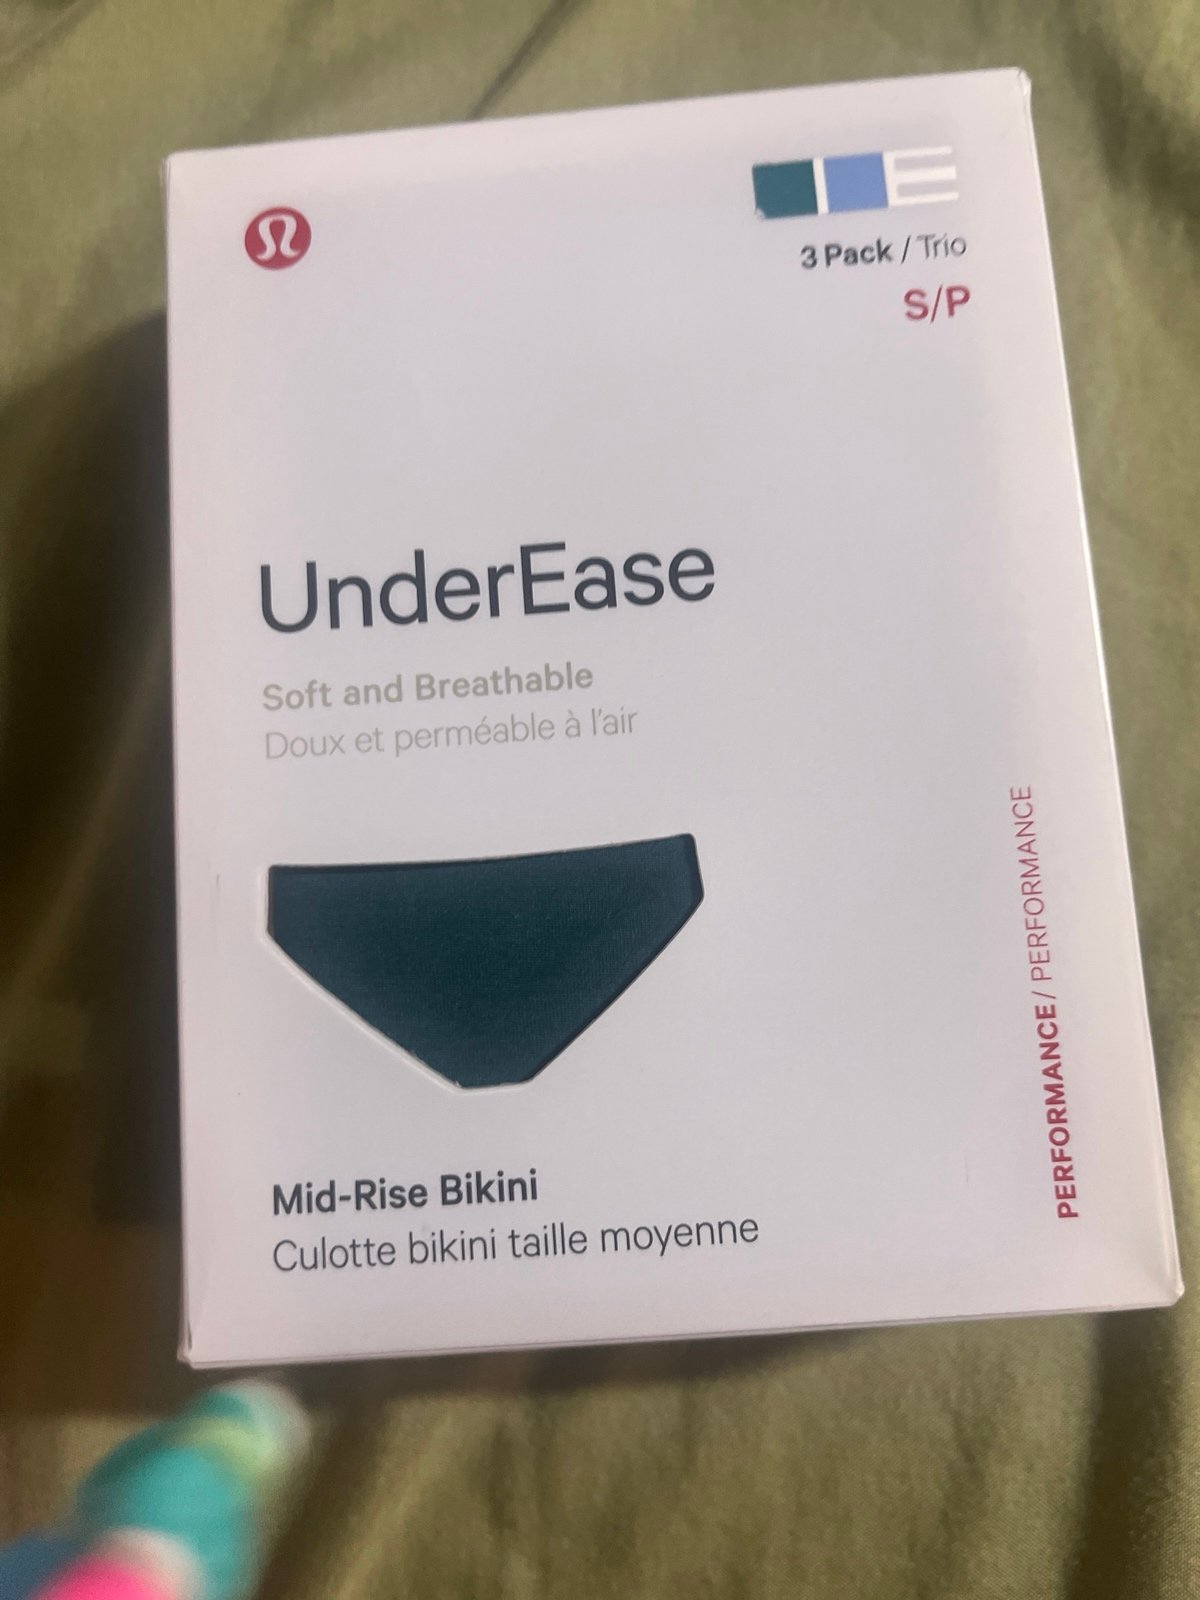 3 Pack / Trio
S/P
UnderEase
Soft and Breathable
Doux et perméable à l'air
Mid-Rise Bikini
Culotte bikini taille moyenne
PERFORMANCE / PERFORMANCE